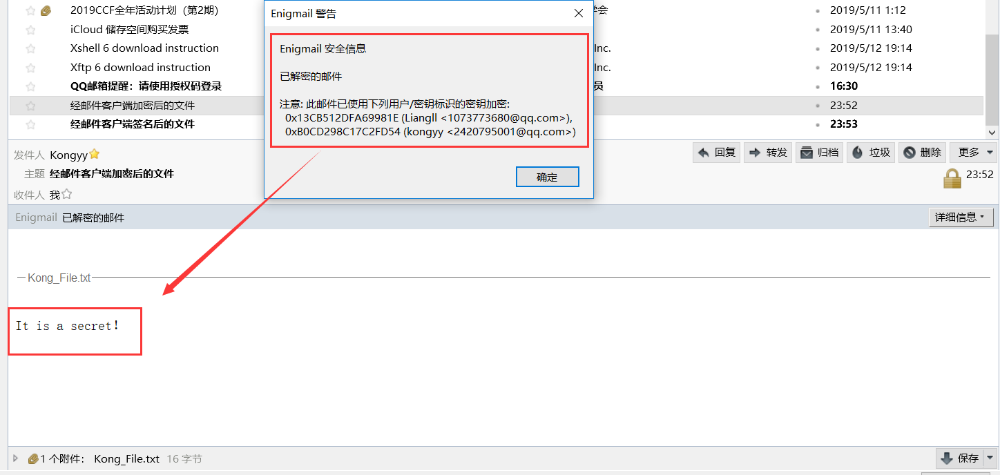 2019CCF全年活动计划（第2期）
学会
2019/5/11 1:12
iCloud 储存空间购买发票
2019/5/11 13:40
Xshell 6 download instruction
Inc.
2019/5/12 19:14
Xftp 6 download instruction
Inc.
2019/5/12 19:14
QQ邮箱提醒：请使用授权码登录
员
16:30
经邮件客户端加密后的文件
23:52
经邮件客户端签名后的文件
23:53
Enigmail 警告
Enigmail 安全信息
已解密的邮件
注意: 此邮件已使用下列用户/密钥标识的密钥加密:
0x13CB512DFA69981E (Liangll <1073773680@qq.com>),
0xB0CD298C17C2FD54 (kongyy <2420795001@qq.com>)
确定
发件人 Kongyy
回复 转发 归档 垃圾 删除 更多
主题 经邮件客户端加密后的文件
23:52
收件人 我
Enigmail 已解密的邮件
详细信息
Kong_File.txt
It is a secret!
1 个附件： Kong_File.txt 16 字节
保存